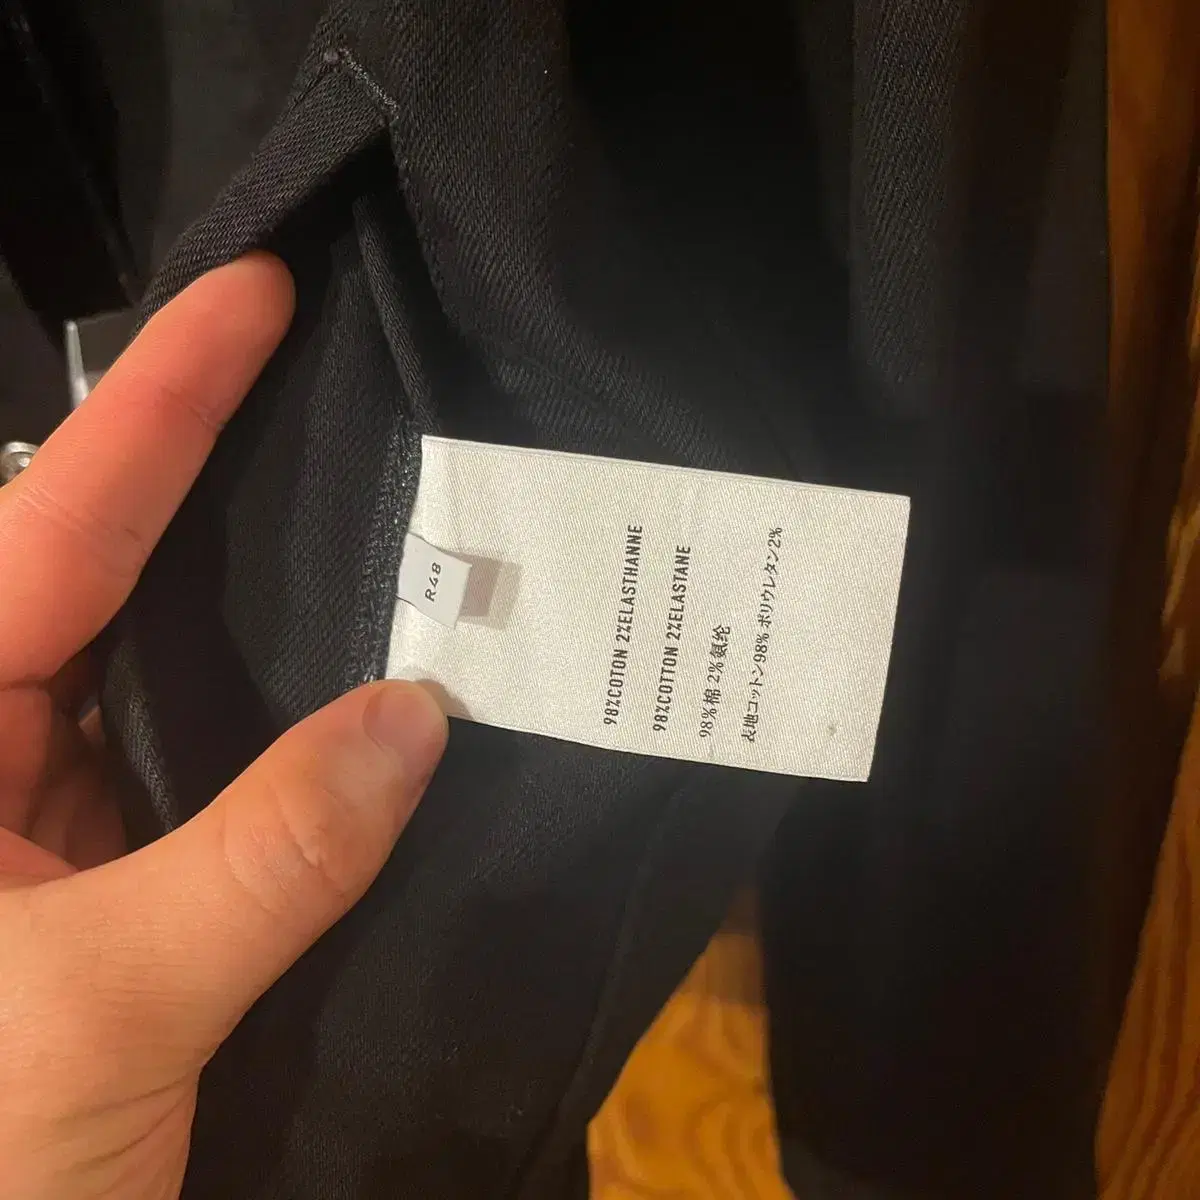 R48
98%COTON 2%ELASTHANNE
98%COTTON 2%ELASTANE
98%棉 2%氨纶
表地コットン98% ポリウレタン2%